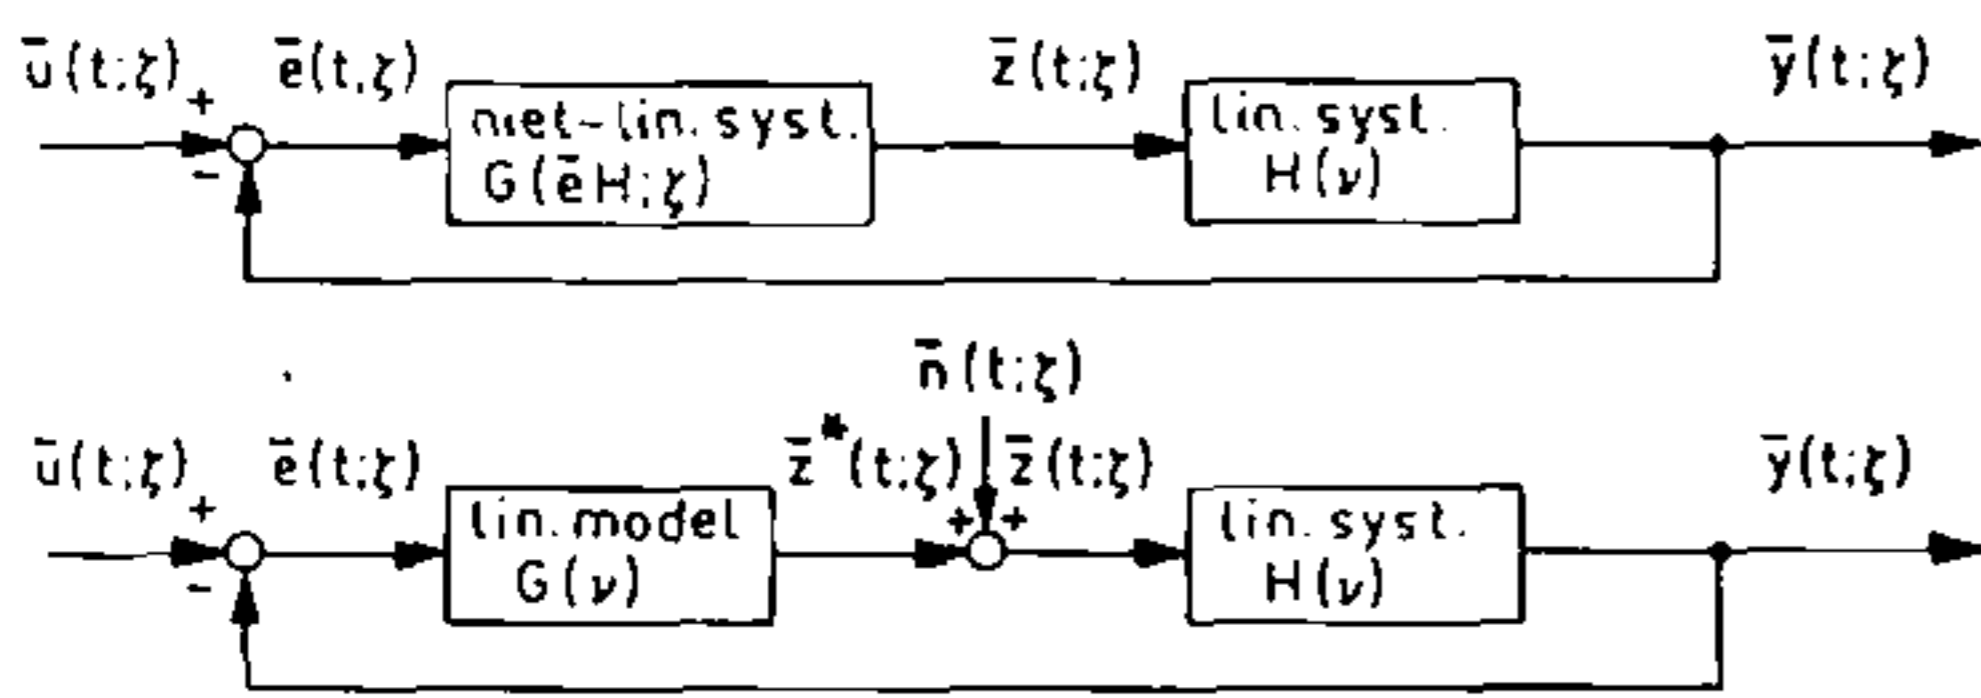 ū(t;ζ) ē(t,ζ) z̄(t;ζ) ȳ(t;ζ)
+
niet-lin. syst.
lin. syst.
-
G(ēH;ζ)
H(ν)
n̄(t;ζ)
ū(t;ζ) ē(t;ζ) z̄*(t;ζ) z̄(t;ζ) ȳ(t;ζ)
+
+ +
lin. model
lin. syst.
-
G(ν)
H(ν)